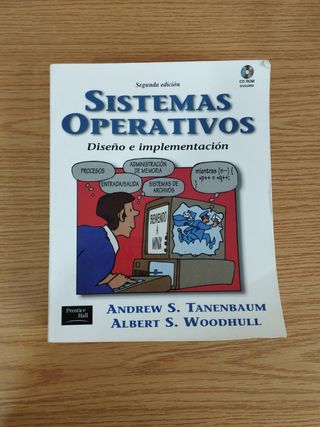 Segunda edición
CD-ROM
SISTEMAS
OPERATIVOS
Diseño e implementación
PROCESOS
ADMINISTRACIÓN
DE MEMORIA
ENTRADA/SALIDA
SISTEMAS DE
ARCHIVOS
mientras (n--) {
*p++ = *q++;
}
BIENVENIDO
A
MINIX
Prentice
Hall
ANDREW S. TANENBAUM
ALBERT S. WOODHULL